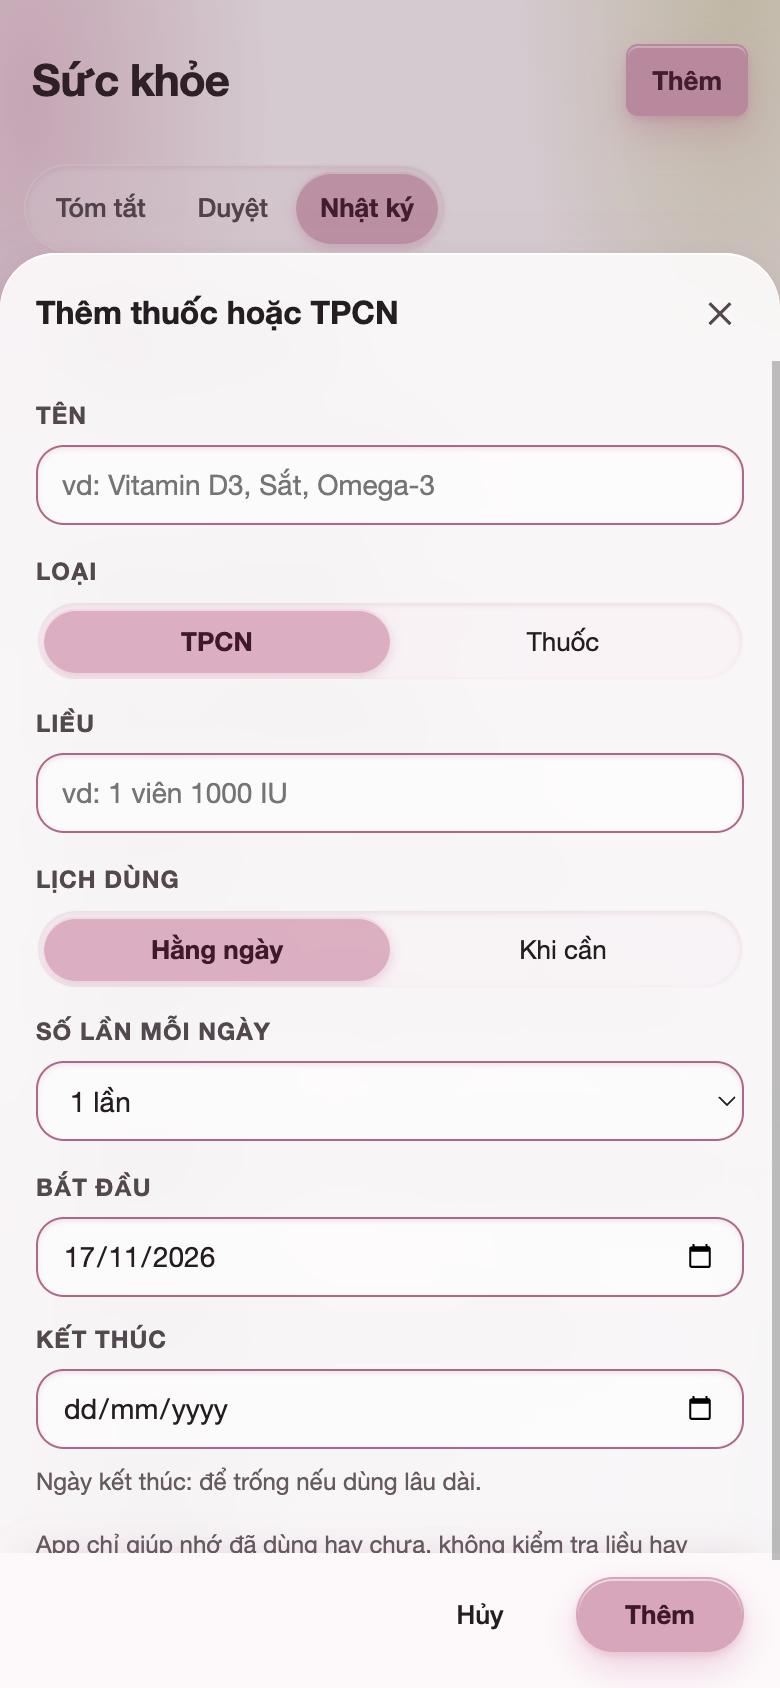 Sức khỏe
Thêm
Tóm tắt
Duyệt
Nhật ký
Thêm thuốc hoặc TPCN
TÊN
vd: Vitamin D3, Sắt, Omega-3
LOẠI
TPCN
Thuốc
LIỀU
vd: 1 viên 1000 IU
LỊCH DÙNG
Hằng ngày
Khi cần
SỐ LẦN MỖI NGÀY
1 lần
BẮT ĐẦU
17/11/2026
KẾT THÚC
dd/mm/yyyy
Ngày kết thúc: để trống nếu dùng lâu dài.
App chỉ giúp nhớ đã dùng hay chưa, không kiểm tra liều hay
Hủy
Thêm